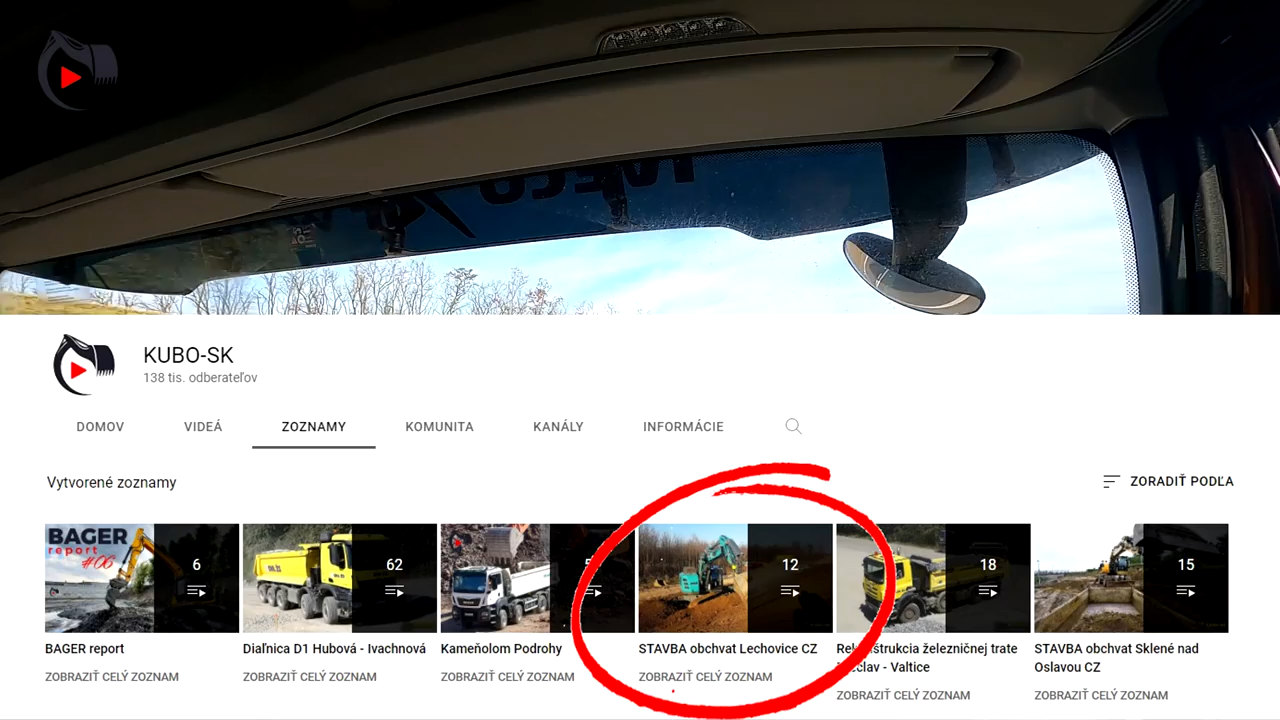 IVECO
KUBO-SK
138 tis. odberateľov
DOMOV
VIDEÁ
ZOZNAMY
KOMUNITA
KANÁLY
INFORMÁCIE
Vytvorené zoznamy
ZORADIŤ PODĽA
BAGER
report
#06
6
62
12
18
15
BAGER report
Diaľnica D1 Hubová - Ivachnová
Kameňolom Podrohy
STAVBA obchvat Lechovice CZ
železničnej trate
- Valtice
STAVBA obchvat Sklené nad
Oslavou CZ
ZOBRAZIŤ CELÝ ZOZNAM
ZOBRAZIŤ CELÝ ZOZNAM
ZOBRAZIŤ CELÝ ZOZNAM
ZOBRAZIŤ CELÝ ZOZNAM
ZOBRAZIŤ CELÝ ZOZNAM
ZOBRAZIŤ CELÝ ZOZNAM